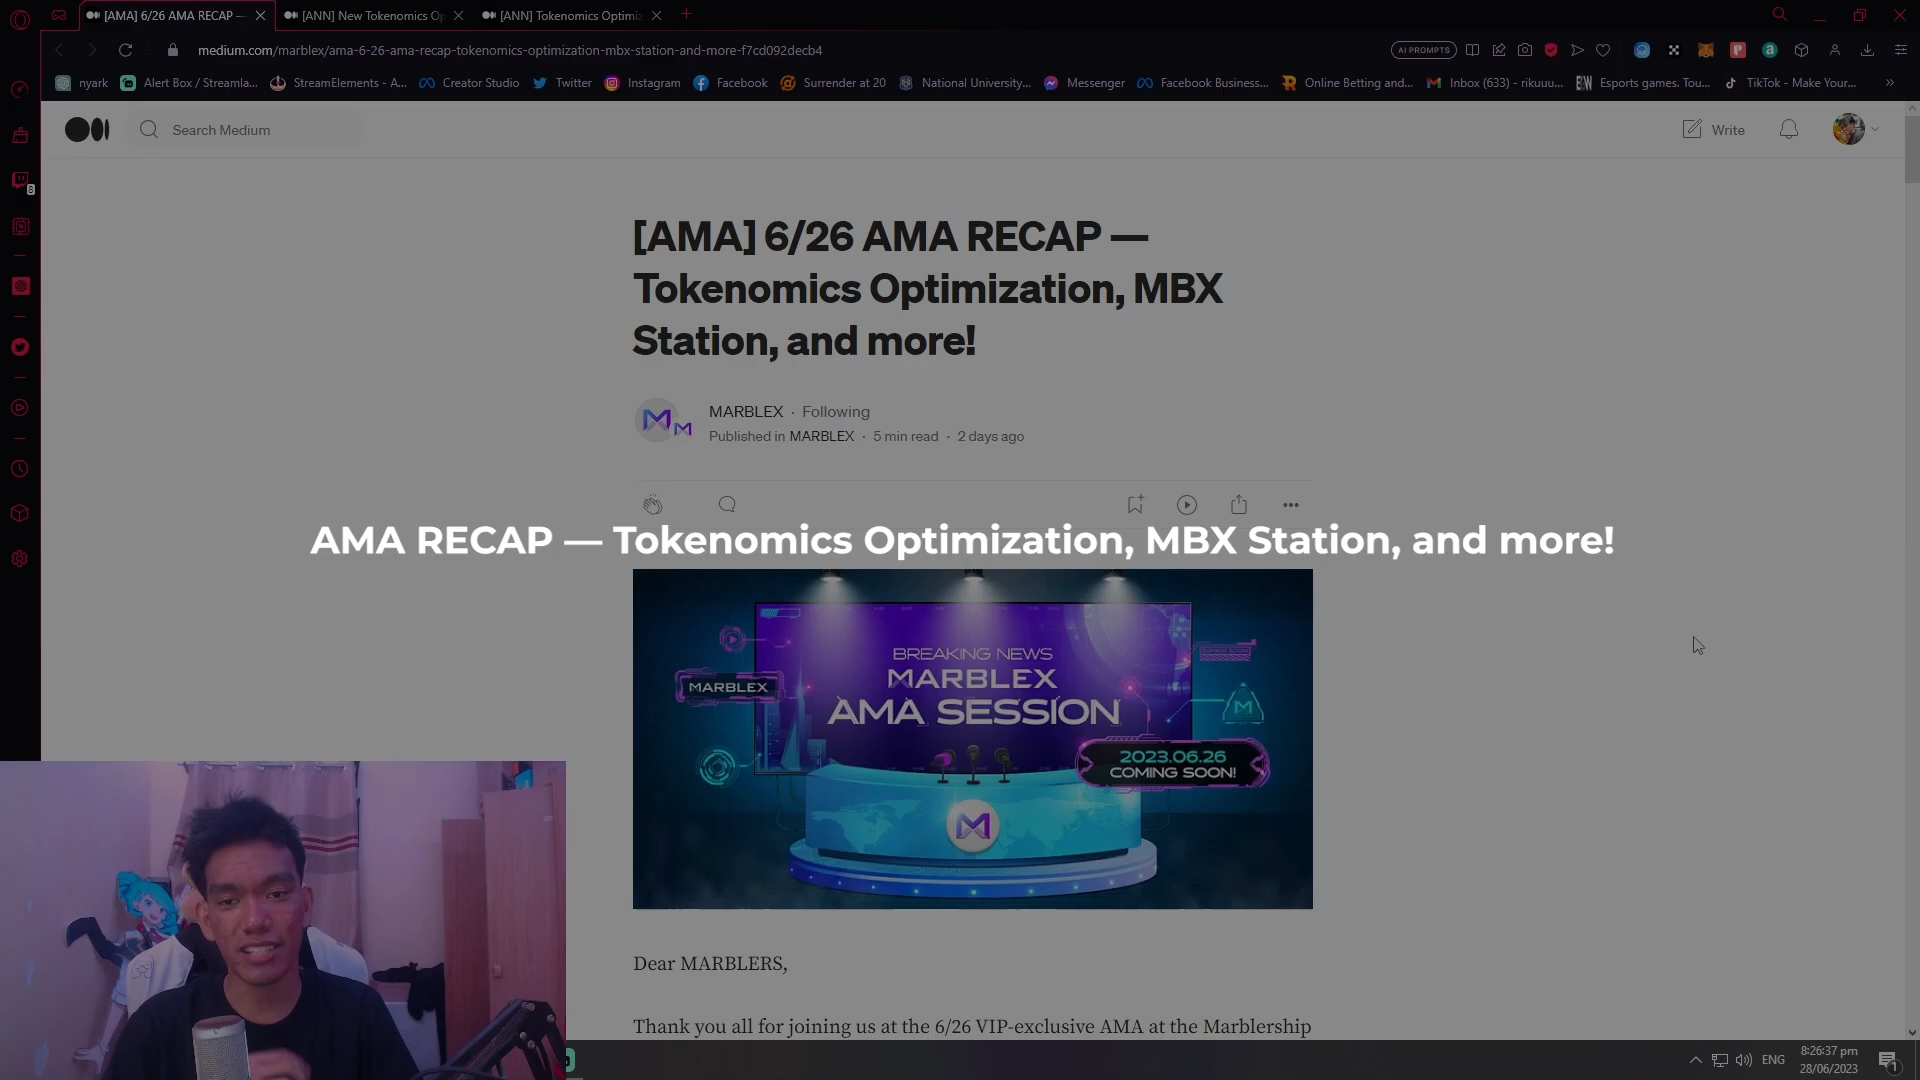 [AMA] 6/26 AMA RECAP —
[ANN] New Tokenomics Op
[ANN] Tokenomics Optimiz
medium.com/marblex/ama-6-26-ama-recap-tokenomics-optimization-mbx-station-and-more-f7cd092decb4
AI PROMPTS
nyark
Alert Box / Streamla...
StreamElements - A...
Creator Studio
Twitter
Instagram
Facebook
Surrender at 20
National University...
Messenger
Facebook Business...
Online Betting and...
Inbox (633) - rikuuu...
Esports games. Tou...
TikTok - Make Your...
8
Search Medium
Write
[AMA] 6/26 AMA RECAP —
Tokenomics Optimization, MBX
Station, and more!
MARBLEX · Following
Published in MARBLEX · 5 min read · 2 days ago
AMA RECAP — Tokenomics Optimization, MBX Station, and more!
BREAKING NEWS
MARBLEX
MARBLEX
AMA SESSION
2023.06.26
COMING SOON!
Dear MARBLERS,
Thank you all for joining us at the 6/26 VIP-exclusive AMA at the Marblership
ENG
8:26:37 pm
28/06/2023
1